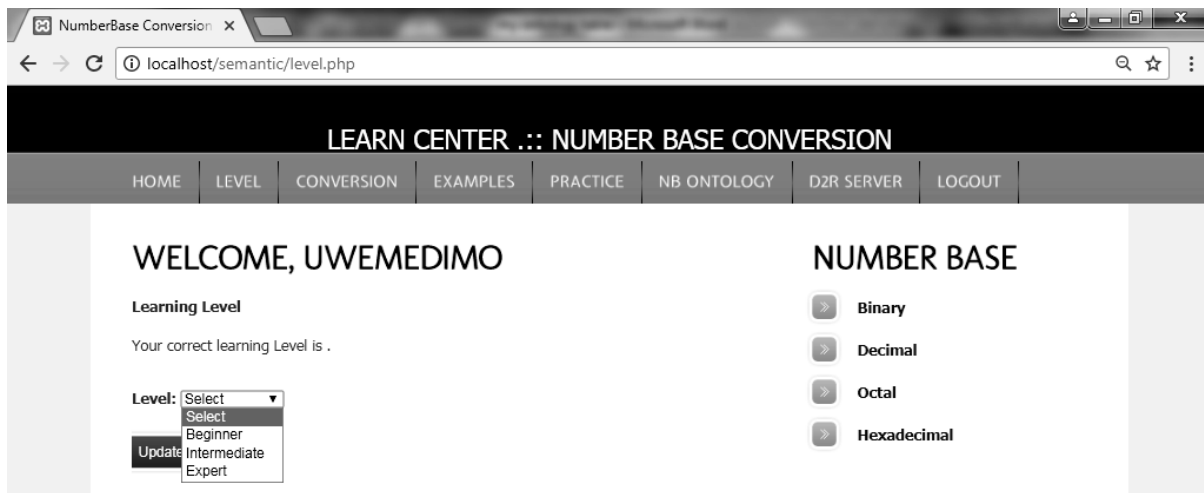 NumberBase Conversion
localhost/semantic/level.php
LEARN CENTER .:: NUMBER BASE CONVERSION
HOME LEVEL CONVERSION EXAMPLES PRACTICE NB ONTOLOGY D2R SERVER LOGOUT
WELCOME, UWEMEDIMO
Learning Level
Your correct learning Level is .
Level: Select
Select
Beginner
Intermediate
Expert
Update
NUMBER BASE
Binary
Decimal
Octal
Hexadecimal